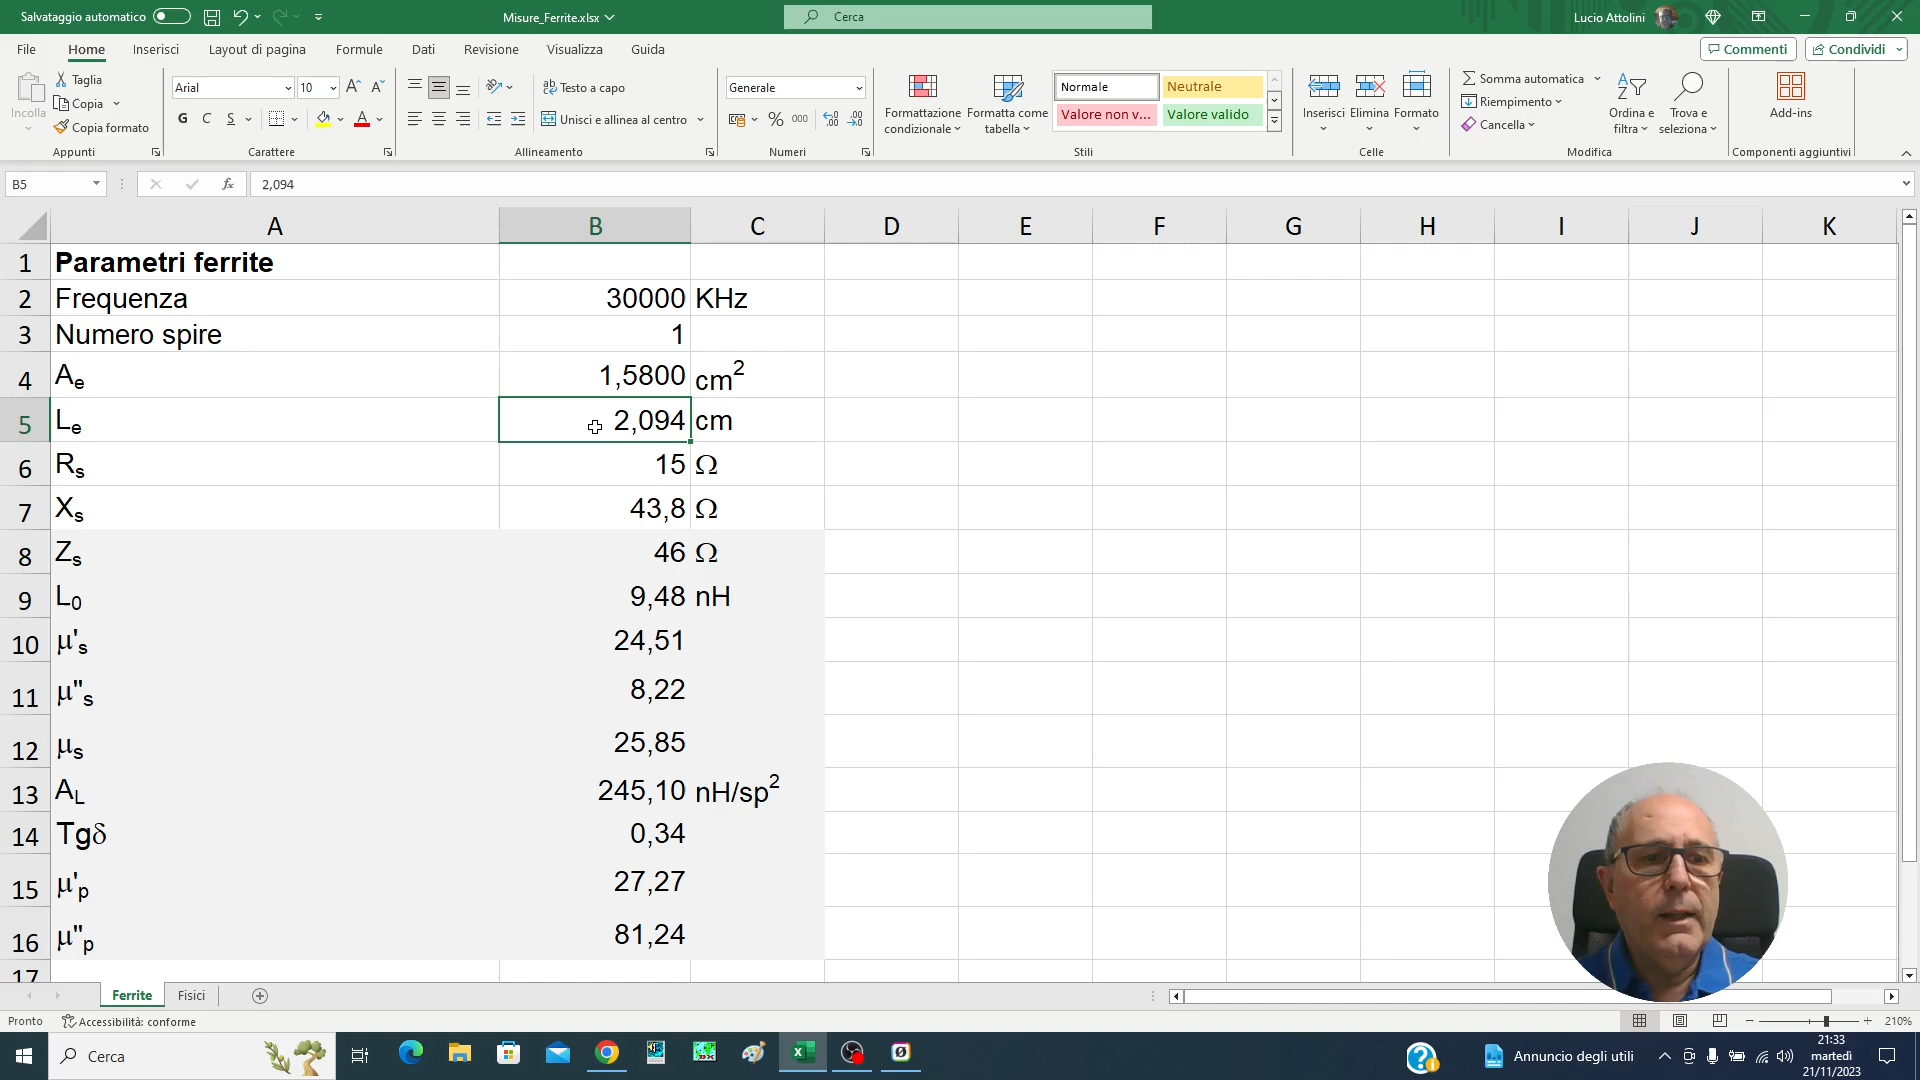 Salvataggio automatico
Misure_Ferrite.xlsx
Cerca
Lucio Attolini
File Home Inserisci Layout di pagina Formule Dati Revisione Visualizza Guida
Commenti Condividi
Incolla
Taglia
Copia
Copia formato
Appunti
Arial 10
G C S
Carattere
Testo a capo
Unisci e allinea al centro
Allineamento
Generale
% 000
Numeri
Formattazione condizionale
Formatta come tabella
Normale Neutrale
Valore non v... Valore valido
Stili
Inserisci Elimina Formato
Celle
Somma automatica
Riempimento
Cancella
Ordina e filtra
Trova e seleziona
Modifica
Add-ins
Componenti aggiuntivi
B5 fx 2,094
A B C D E F G H I J K
1 Parametri ferrite
2 Frequenza 30000 KHz
3 Numero spire 1
4 Ae 1,5800 cm2
5 Le 2,094 cm
6 Rs 15 Ω
7 Xs 43,8 Ω
8 Zs 46 Ω
9 L0 9,48 nH
10 μ's 24,51
11 μ"s 8,22
12 μs 25,85
13 AL 245,10 nH/sp2
14 Tgδ 0,34
15 μ'p 27,27
16 μ"p 81,24
17
Ferrite Fisici
Pronto Accessibilità: conforme
210%
Cerca
Annuncio degli utili
21:33
martedì
21/11/2023